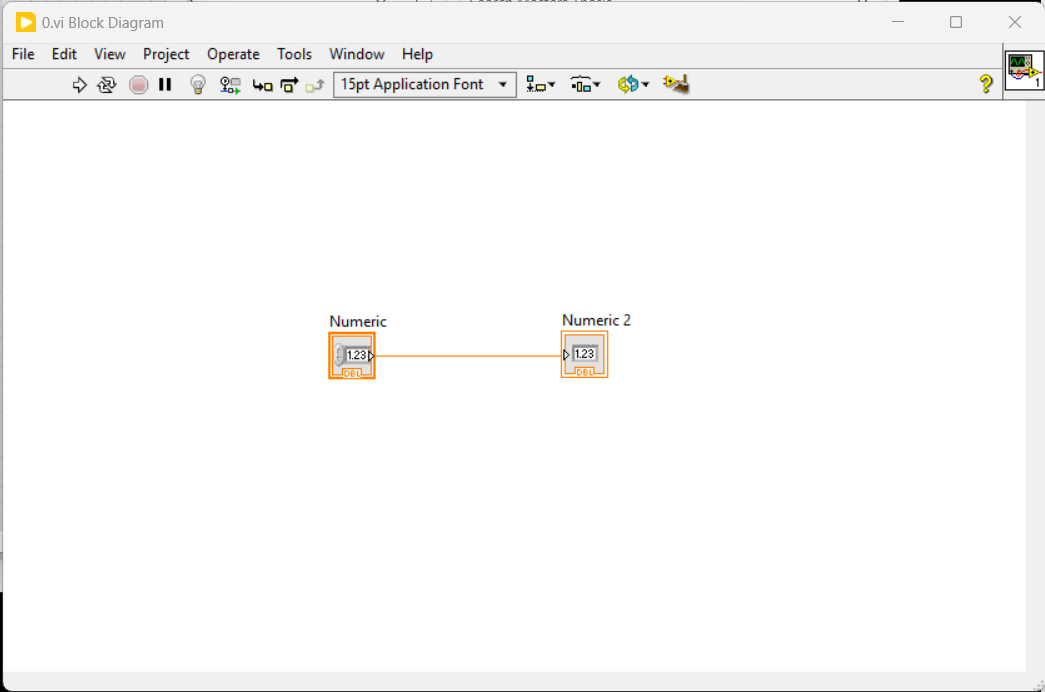 0.vi Block Diagram
File Edit View Project Operate Tools Window Help
15pt Application Font
?
1
Numeric
Numeric 2
1.23
1.23
DBL
DBL